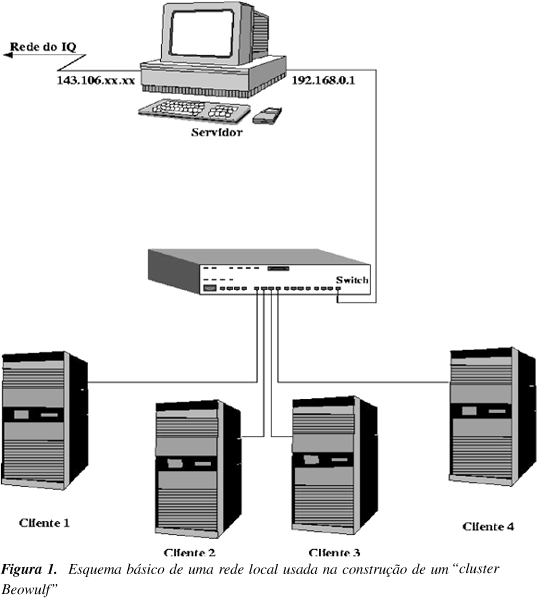 Rede do IQ
143.106.xx.xx
192.168.0.1
Servidor
Switch
Cliente 1
Cliente 2
Cliente 3
Cliente 4
Figura 1. Esquema básico de uma rede local usada na construção de um “cluster
Beowulf”